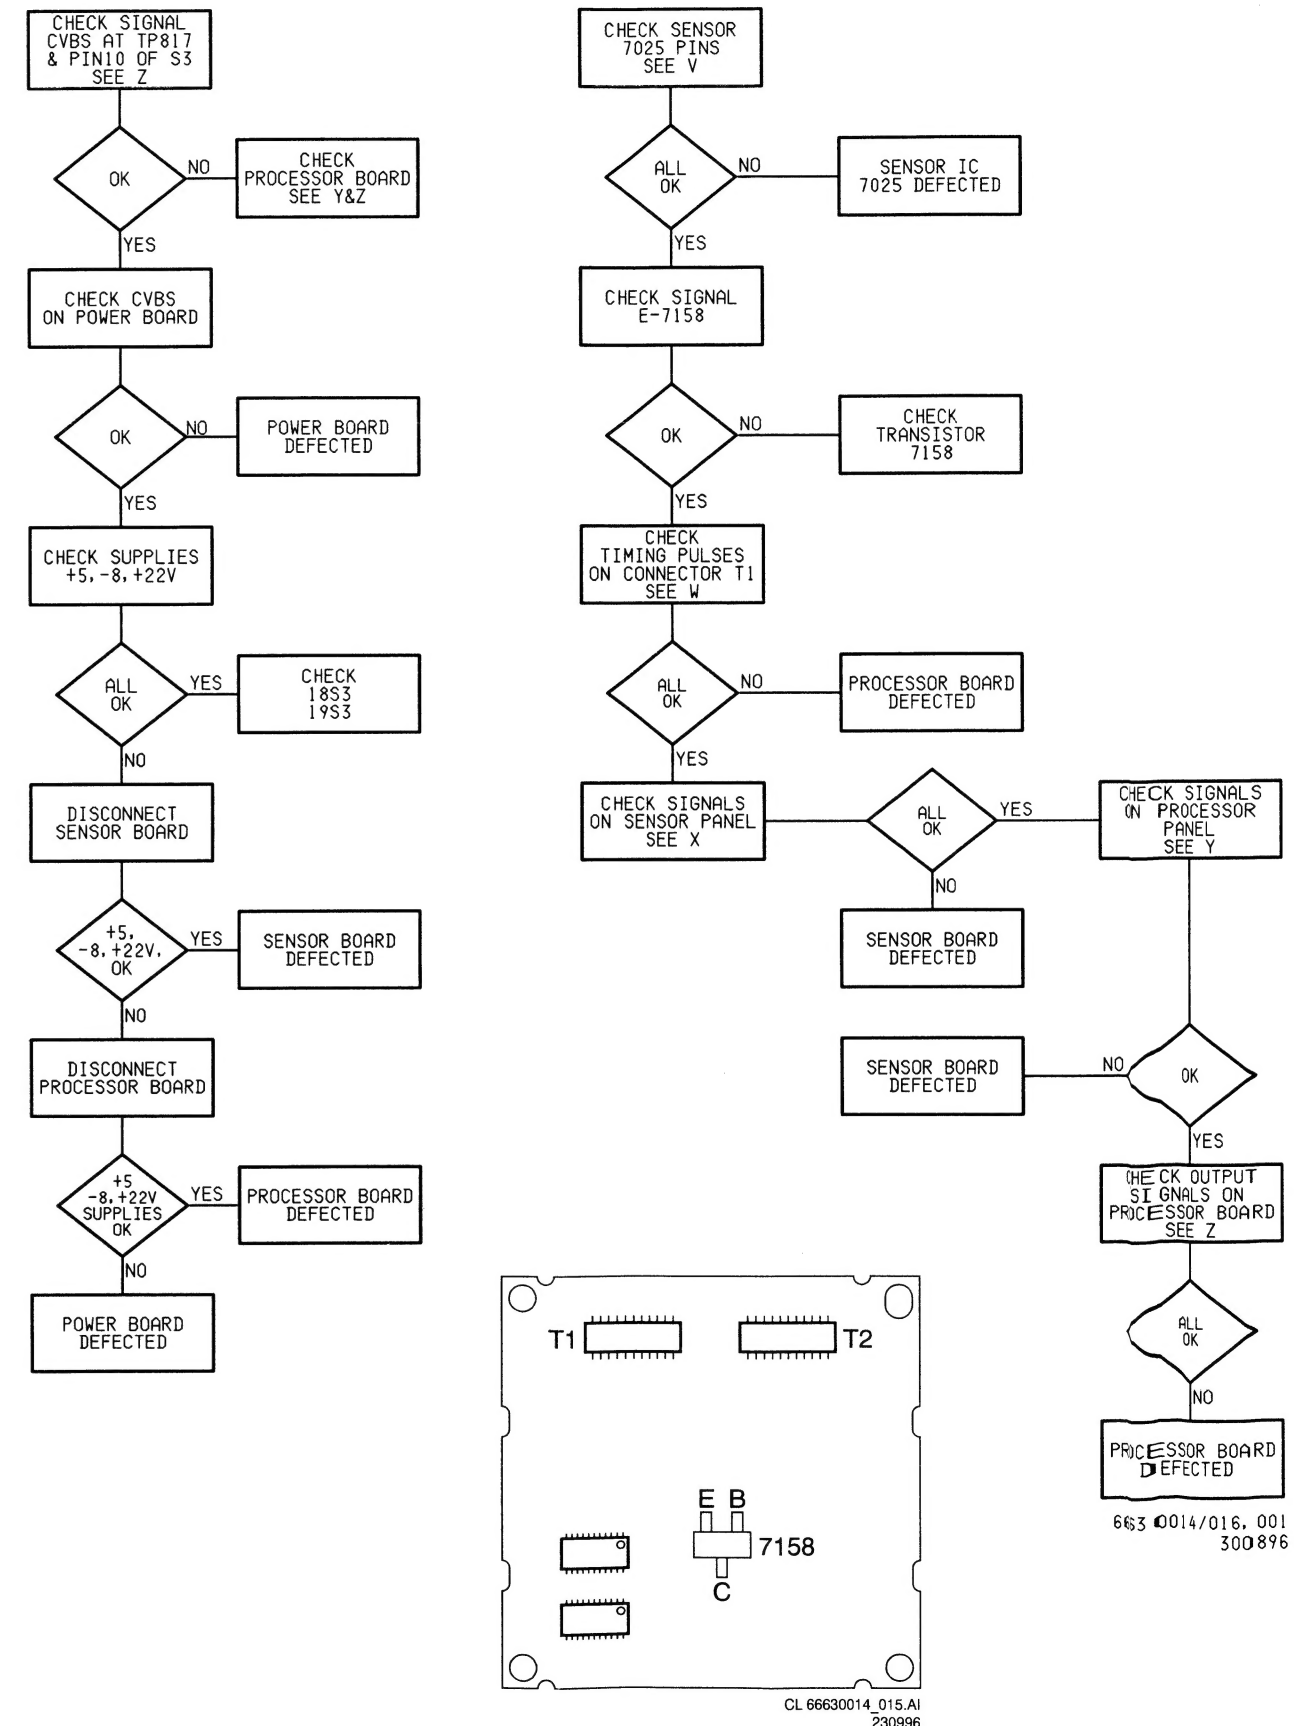 CHECK SIGNAL
CVBS AT TP817
& PIN10 OF S3
SEE Z
OK
NO
CHECK
PROCESSOR BOARD
SEE Y&Z
YES
CHECK CVBS
ON POWER BOARD
OK
NO
POWER BOARD
DEFECTED
YES
CHECK SUPPLIES
+5,-8,+22V
ALL
OK
YES
CHECK
18S3
19S3
NO
DISCONNECT
SENSOR BOARD
+5,
-8,+22V,
OK
YES
SENSOR BOARD
DEFECTED
NO
DISCONNECT
PROCESSOR BOARD
+5
-8,+22V
SUPPLIES
OK
YES
PROCESSOR BOARD
DEFECTED
NO
POWER BOARD
DEFECTED
CHECK SENSOR
7025 PINS
SEE V
ALL
OK
NO
SENSOR IC
7025 DEFECTED
YES
CHECK SIGNAL
E-7158
OK
NO
CHECK
TRANSISTOR
7158
YES
CHECK
TIMING PULSES
ON CONNECTOR T1
SEE W
ALL
OK
NO
PROCESSOR BOARD
DEFECTED
YES
CHECK SIGNALS
ON SENSOR PANEL
SEE X
ALL
OK
YES
CHECK SIGNALS
ON PROCESSOR
PANEL
SEE Y
NO
SENSOR BOARD
DEFECTED
OK
NO
SENSOR BOARD
DEFECTED
YES
CHECK OUTPUT
SIGNALS ON
PROCESSOR BOARD
SEE Z
ALL
OK
NO
PROCESSOR BOARD
DEFECTED
6663 0014/016, 001
300896
T1
T2
E B
7158
C
CL 66630014_015.AI
230996